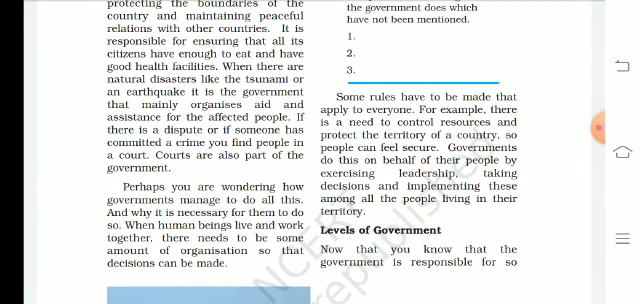 protecting the boundaries of the
country and maintaining peaceful
relations with other countries. It is
responsible for ensuring that all its
citizens have enough to eat and have
good health facilities. When there are
natural disasters like the tsunami or
an earthquake it is the government
that mainly organises aid and
assistance for the affected people. If
there is a dispute or if someone has
committed a crime you find people in
a court. Courts are also part of the
government.
Perhaps you are wondering how
governments manage to do all this.
And why it is necessary for them to do
so. When human beings live and work
together, there needs to be some
amount of organisation so that
decisions can be made.
the government does which
have not been mentioned.
1.
2.
3.
Some rules have to be made that
apply to everyone. For example, there
is a need to control resources and
protect the territory of a country, so
people can feel secure. Governments
do this on behalf of their people by
exercising leadership, taking
decisions and implementing these
among all the people living in their
territory.
Levels of Government
Now that you know that the
government is responsible for so
NCERT
republished